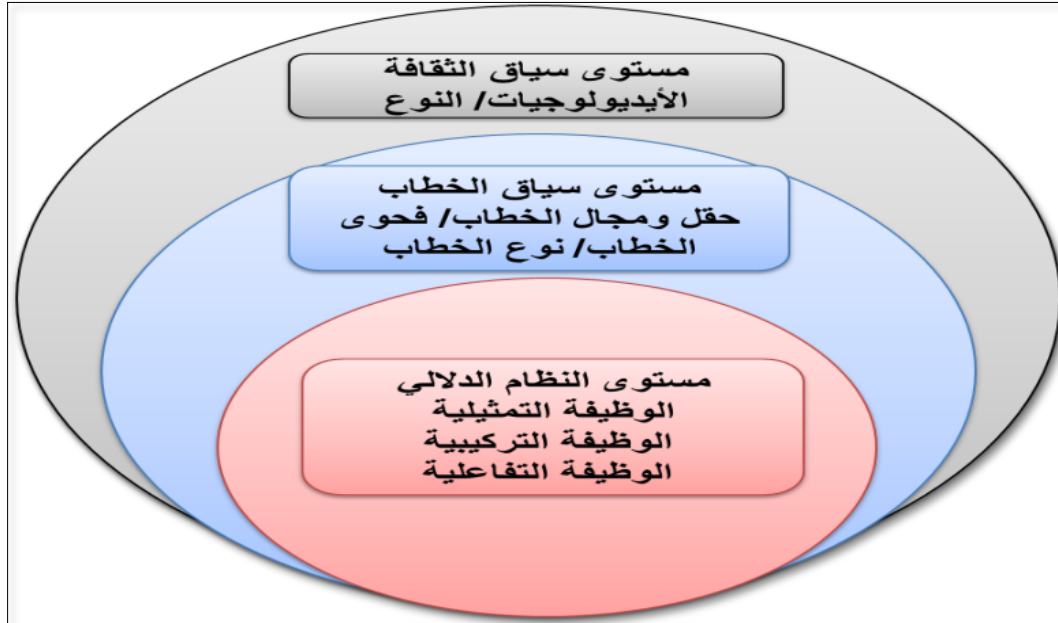 مستوى سياق الثقافة
الأيديولوجيات/ النوع
مستوى سياق الخطاب
حقل ومجال الخطاب/ فحوى
الخطاب/ نوع الخطاب
مستوى النظام الدلالي
الوظيفة التمثيلية
الوظيفة التركيبية
الوظيفة التفاعلية